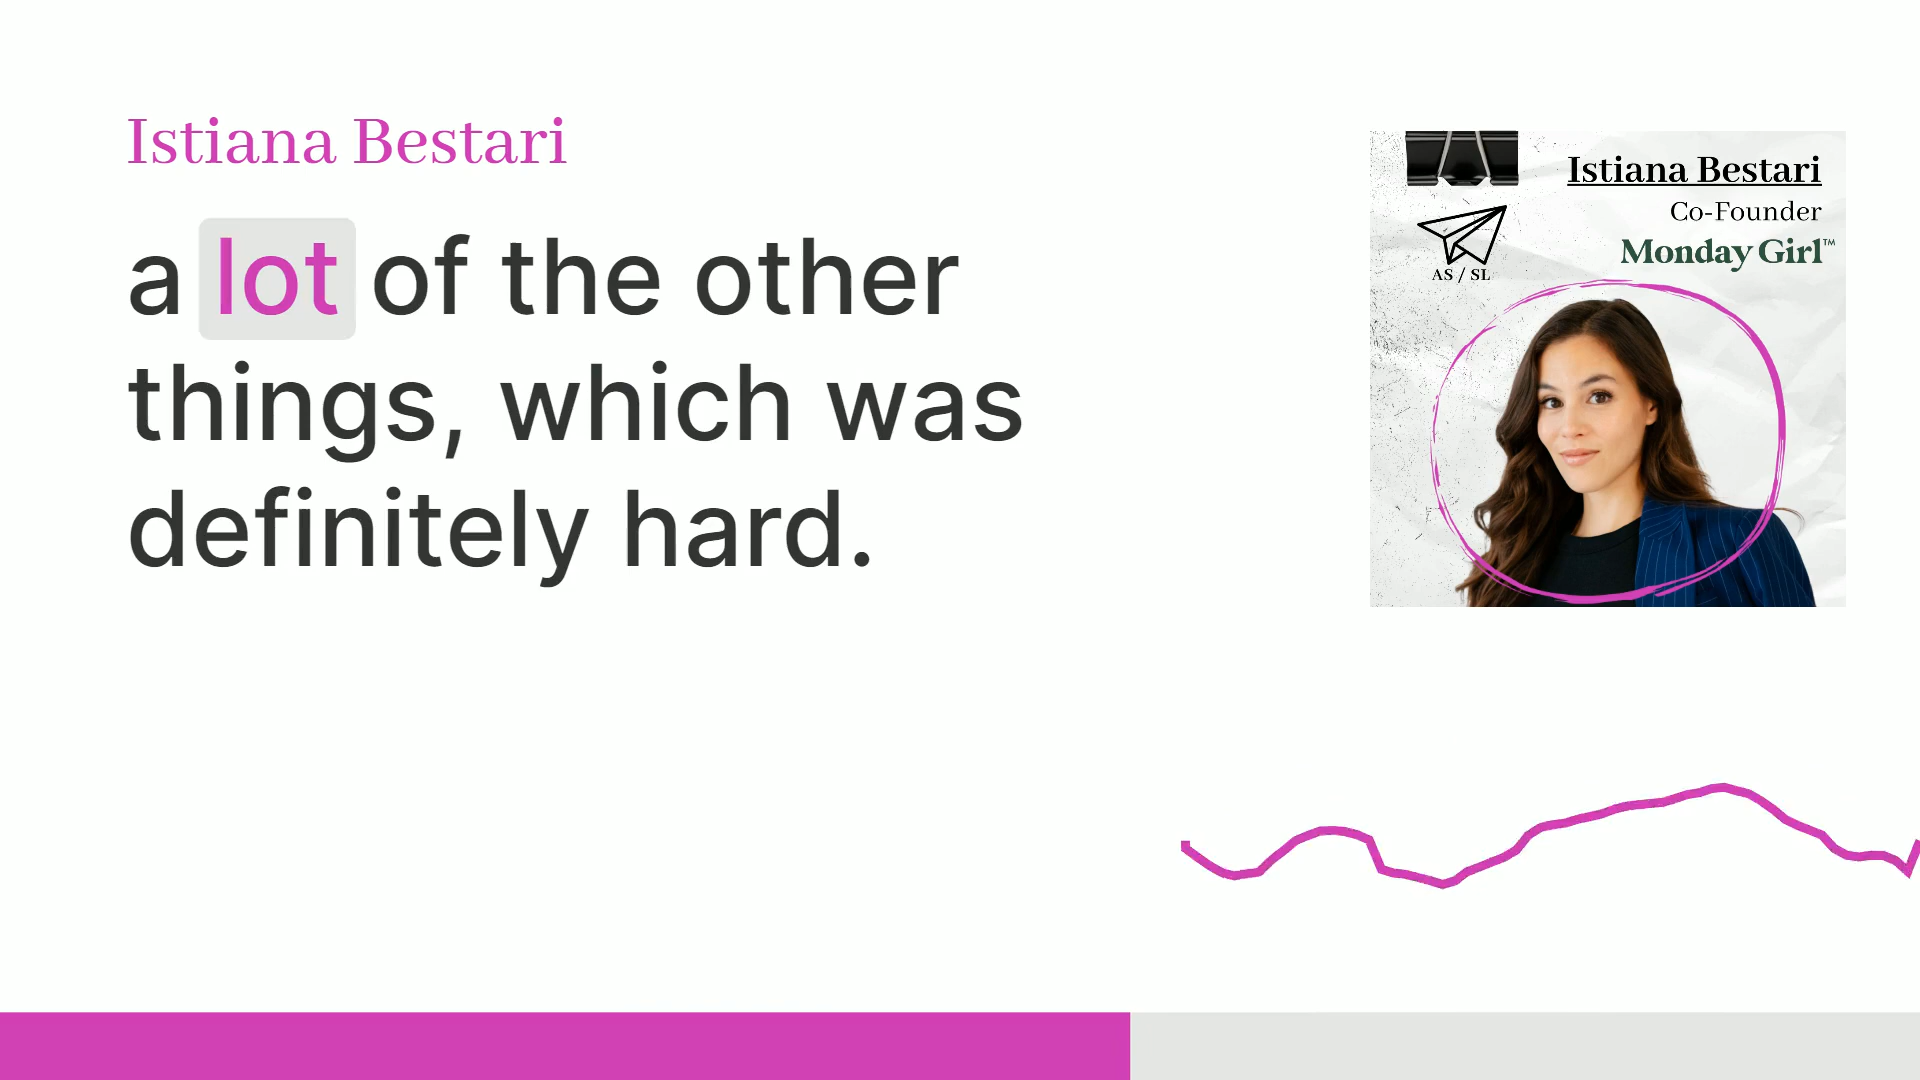 Istiana Bestari
a lot of the other
things, which was
definitely hard.
Istiana Bestari
Co-Founder
Monday Girl™
AS / SL